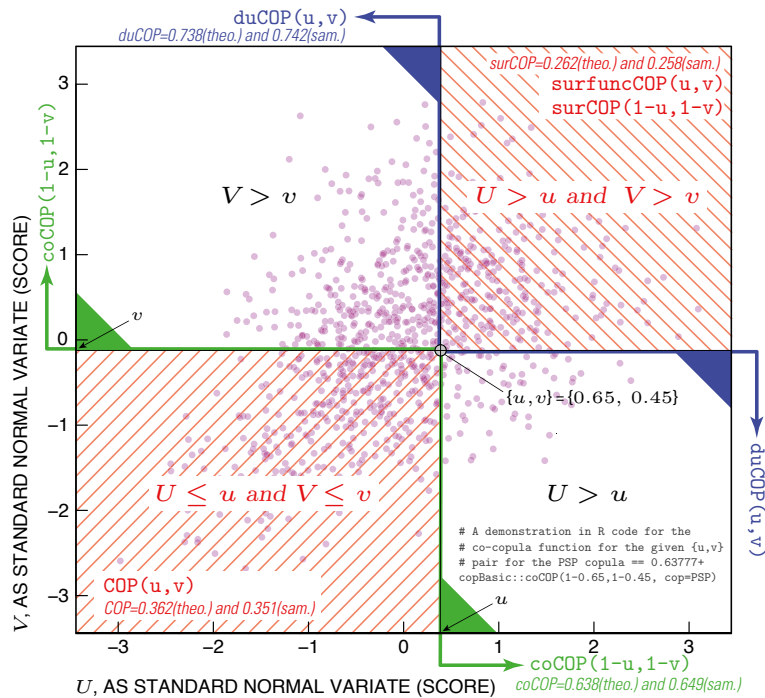 duCOP(u,v)
duCOP=0.738(theo.) and 0.742(sam.)
surCOP=0.262(theo.) and 0.258(sam.)
surfuncCOP(u,v)
surCOP(1-u,1-v)
V > v
U > u and V > v
coCOP(1-u,1-v)
v
{u,v}={0.65, 0.45}
duCOP(u,v)
U ≤ u and V ≤ v
U > u
# A demonstration in R code for the
# co-copula function for the given {u,v}
# pair for the PSP copula == 0.63777+
copBasic::coCOP(1-0.65,1-0.45, cop=PSP)
COP(u,v)
COP=0.362(theo.) and 0.351(sam.)
u
3
2
1
0
−1
−2
−3
V, AS STANDARD NORMAL VARIATE (SCORE)
−3 −2 −1 0 1 2 3
coCOP(1-u,1-v)
coCOP=0.638(theo.) and 0.649(sam.)
U, AS STANDARD NORMAL VARIATE (SCORE)